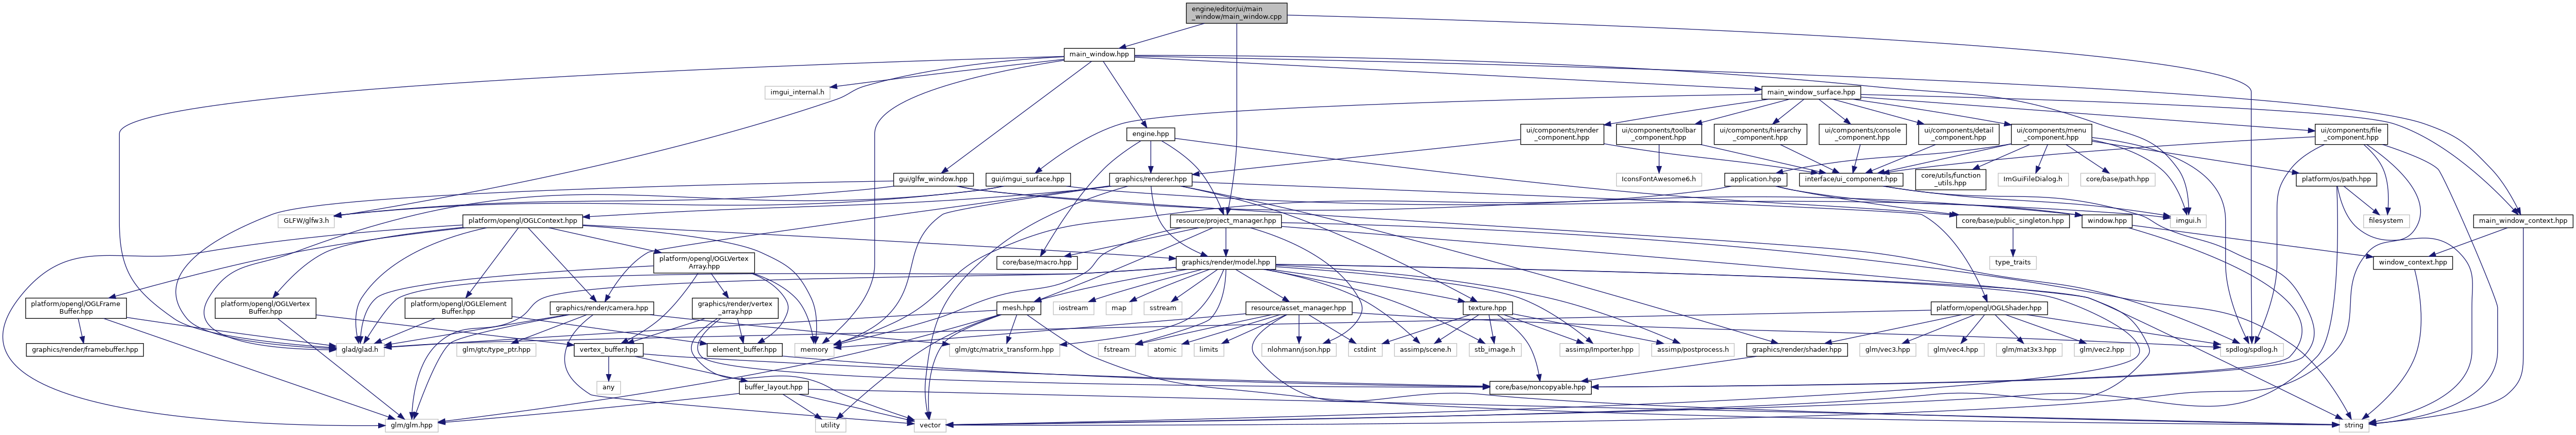 engine/editor/ui/main
_window/main_window.cpp
main_window.hpp
imgui_internal.h
main_window_surface.hpp
engine.hpp
ui/components/render
_component.hpp
ui/components/toolbar
_component.hpp
ui/components/hierarchy
_component.hpp
ui/components/console
_component.hpp
ui/components/detail
_component.hpp
ui/components/menu
_component.hpp
ui/components/file
_component.hpp
gui/glfw_window.hpp
gui/imgui_surface.hpp
graphics/renderer.hpp
IconsFontAwesome6.h
application.hpp
interface/ui_component.hpp
core/utils/function
_utils.hpp
ImGuiFileDialog.h
core/base/path.hpp
platform/os/path.hpp
GLFW/glfw3.h
platform/opengl/OGLContext.hpp
resource/project_manager.hpp
core/base/public_singleton.hpp
window.hpp
imgui.h
filesystem
main_window_context.hpp
platform/opengl/OGLVertex
Array.hpp
core/base/macro.hpp
graphics/render/model.hpp
type_traits
window_context.hpp
platform/opengl/OGLFrame
Buffer.hpp
platform/opengl/OGLVertex
Buffer.hpp
platform/opengl/OGLElement
Buffer.hpp
graphics/render/camera.hpp
graphics/render/vertex
_array.hpp
mesh.hpp
iostream
map
sstream
resource/asset_manager.hpp
texture.hpp
platform/opengl/OGLShader.hpp
graphics/render/framebuffer.hpp
glad/glad.h
glm/gtc/type_ptr.hpp
vertex_buffer.hpp
element_buffer.hpp
memory
glm/gtc/matrix_transform.hpp
fstream
atomic
limits
nlohmann/json.hpp
cstdint
assimp/scene.h
stb_image.h
assimp/Importer.hpp
assimp/postprocess.h
graphics/render/shader.hpp
glm/vec3.hpp
glm/vec4.hpp
glm/mat3x3.hpp
glm/vec2.hpp
spdlog/spdlog.h
any
buffer_layout.hpp
core/base/noncopyable.hpp
glm/glm.hpp
utility
vector
string